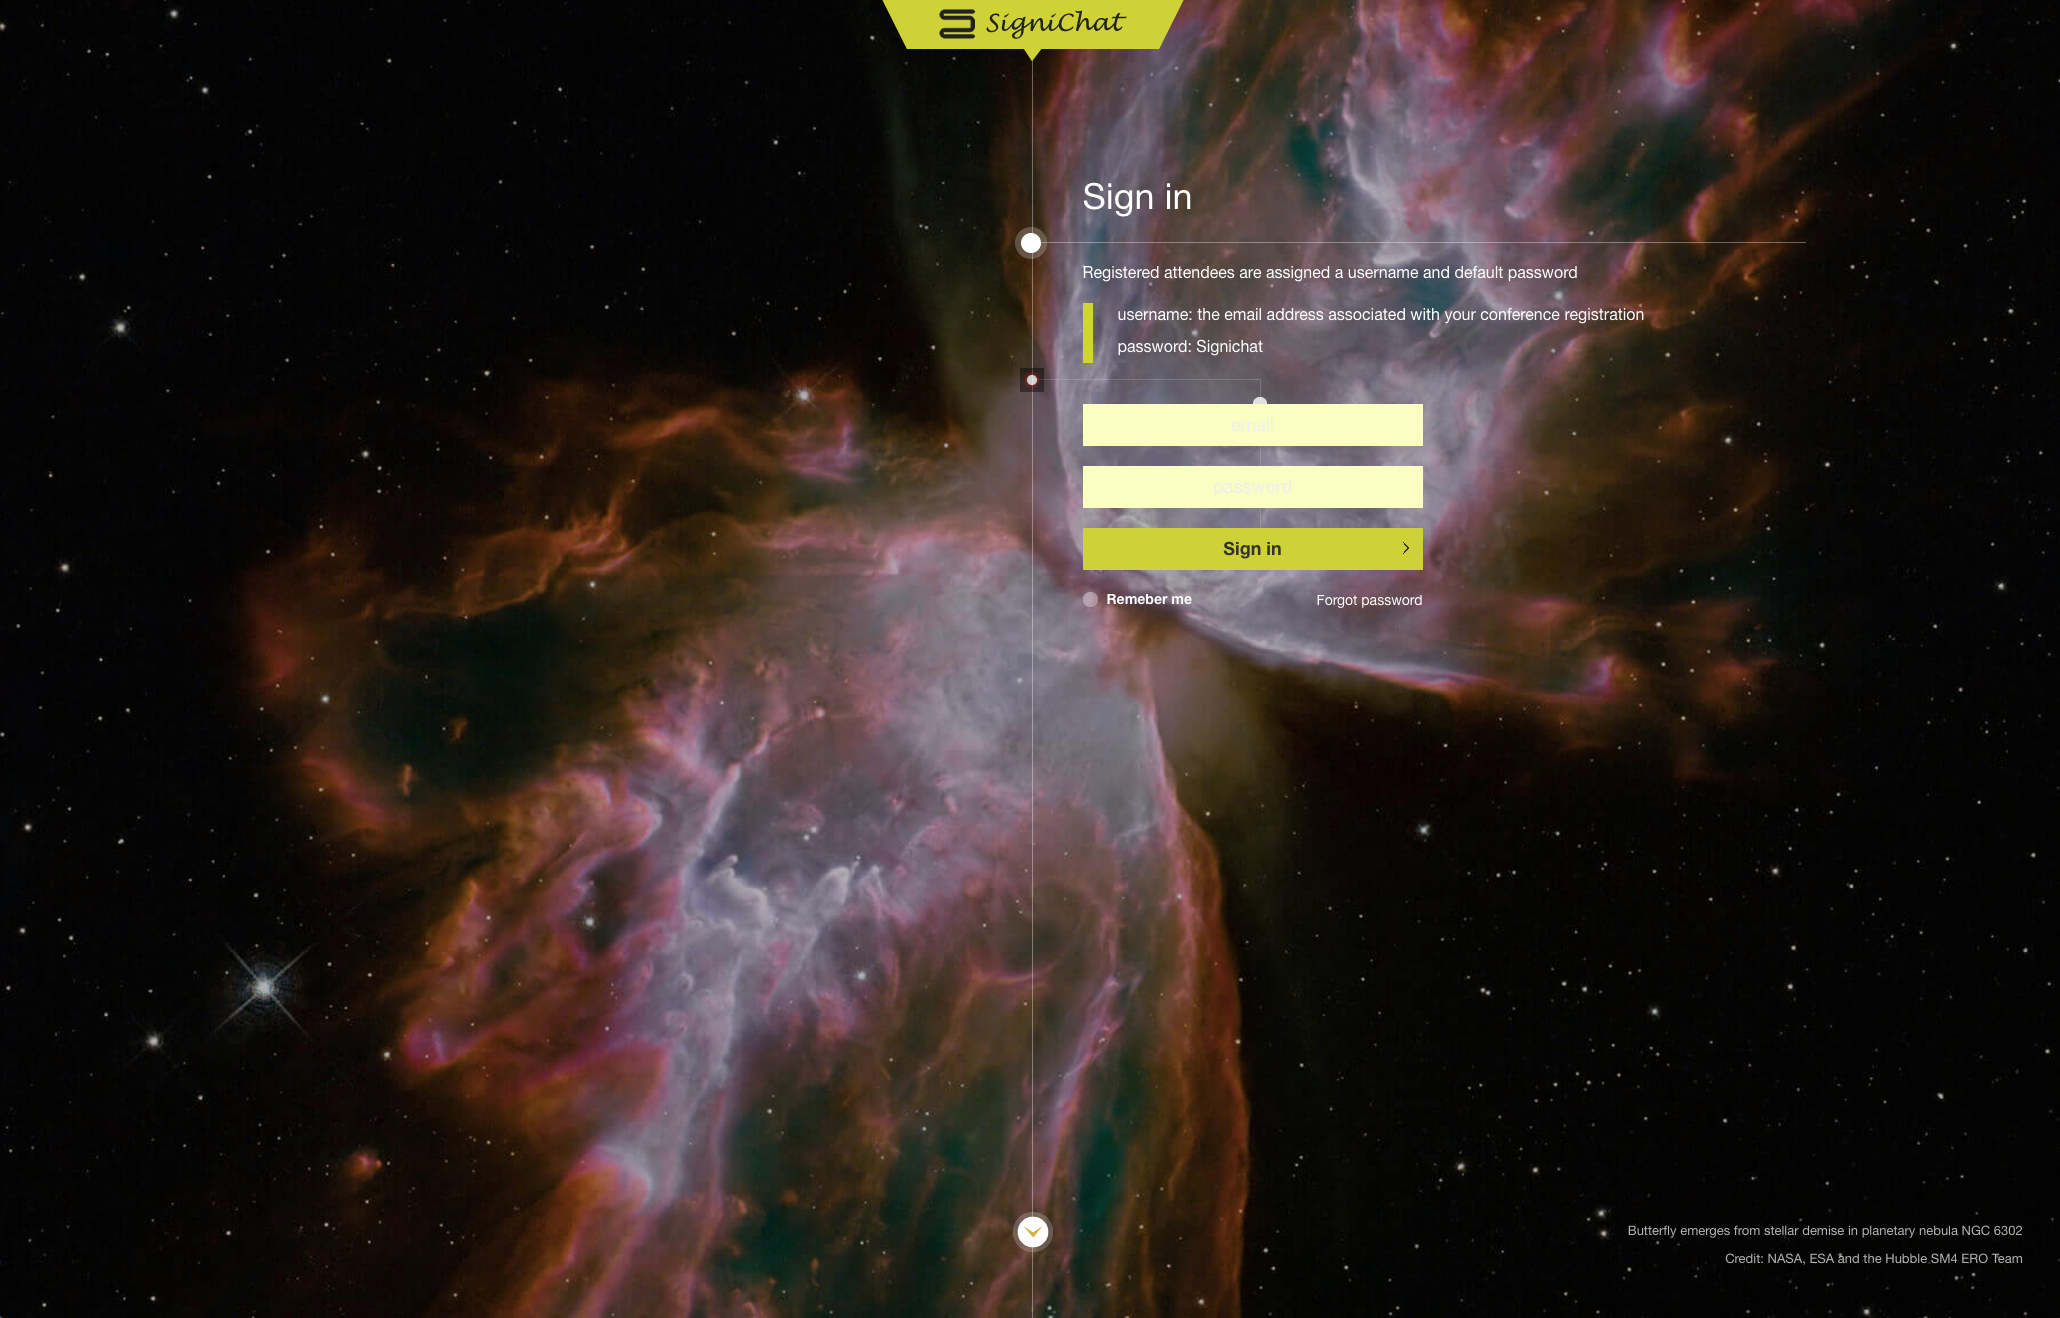 SigniChat
Sign in
Registered attendees are assigned a username and default password
username: the email address associated with your conference registration
password: Signichat
email
password
Sign in
Remeber me
Forgot password
Butterfly emerges from stellar demise in planetary nebula NGC 6302
Credit: NASA, ESA and the Hubble SM4 ERO Team